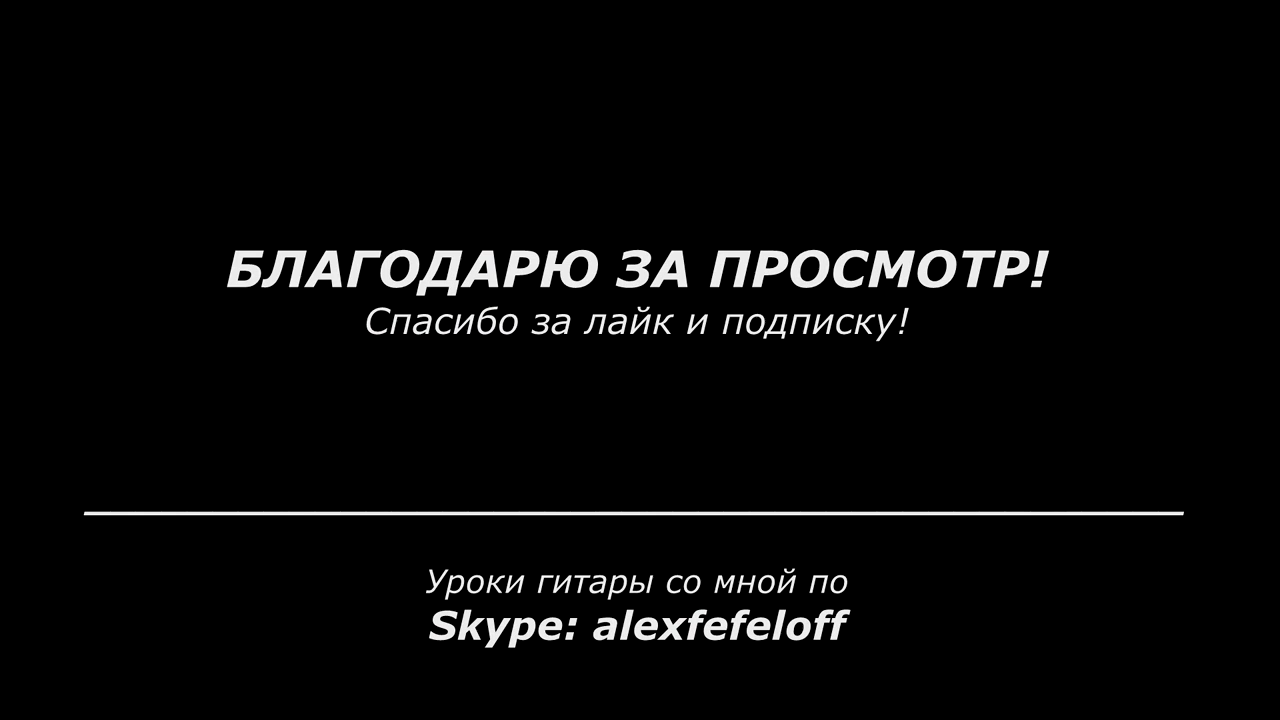 БЛАГОДАРЮ ЗА ПРОСМОТР!
Спасибо за лайк и подписку!
Уроки гитары со мной по
Skype: alexfefeloff